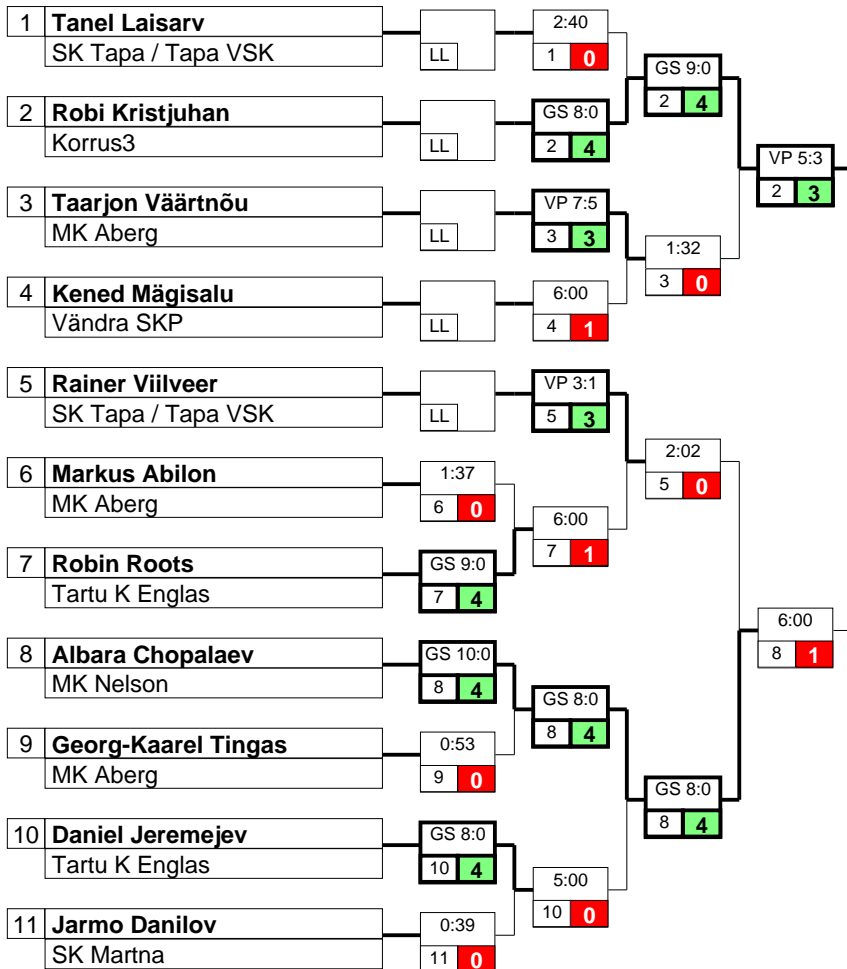 1 Tanel Laisarv 2:40
SK Tapa / Tapa VSK LL 1 0
GS 9:0
2 4
2 Robi Kristjuhan GS 8:0
Korrus3 LL 2 4
VP 5:3
2 3
3 Taarjon Väärtnõu VP 7:5
MK Aberg LL 3 3
1:32
3 0
4 Kened Mägisalu 6:00
Vändra SKP LL 4 1
5 Rainer Viilveer VP 3:1
SK Tapa / Tapa VSK LL 5 3
2:02
5 0
6 Markus Abilon 1:37
MK Aberg 6 0
6:00
7 1
7 Robin Roots GS 9:0
Tartu K Englas 7 4
6:00
8 1
8 Albara Chopalaev GS 10:0
MK Nelson 8 4
GS 8:0
8 4
9 Georg-Kaarel Tingas 0:53
MK Aberg 9 0
GS 8:0
8 4
10 Daniel Jeremejev GS 8:0
Tartu K Englas 10 4
5:00
10 0
11 Jarmo Danilov 0:39
SK Martna 11 0